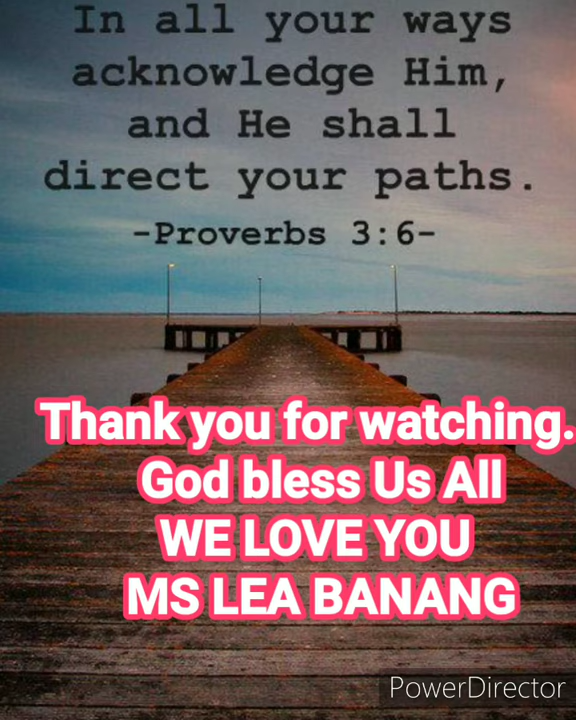 In all your ways
acknowledge Him,
and He shall
direct your paths.
-Proverbs 3:6-
Thank you for watching.
God bless Us All
WE LOVE YOU
MS LEA BANANG
PowerDirector